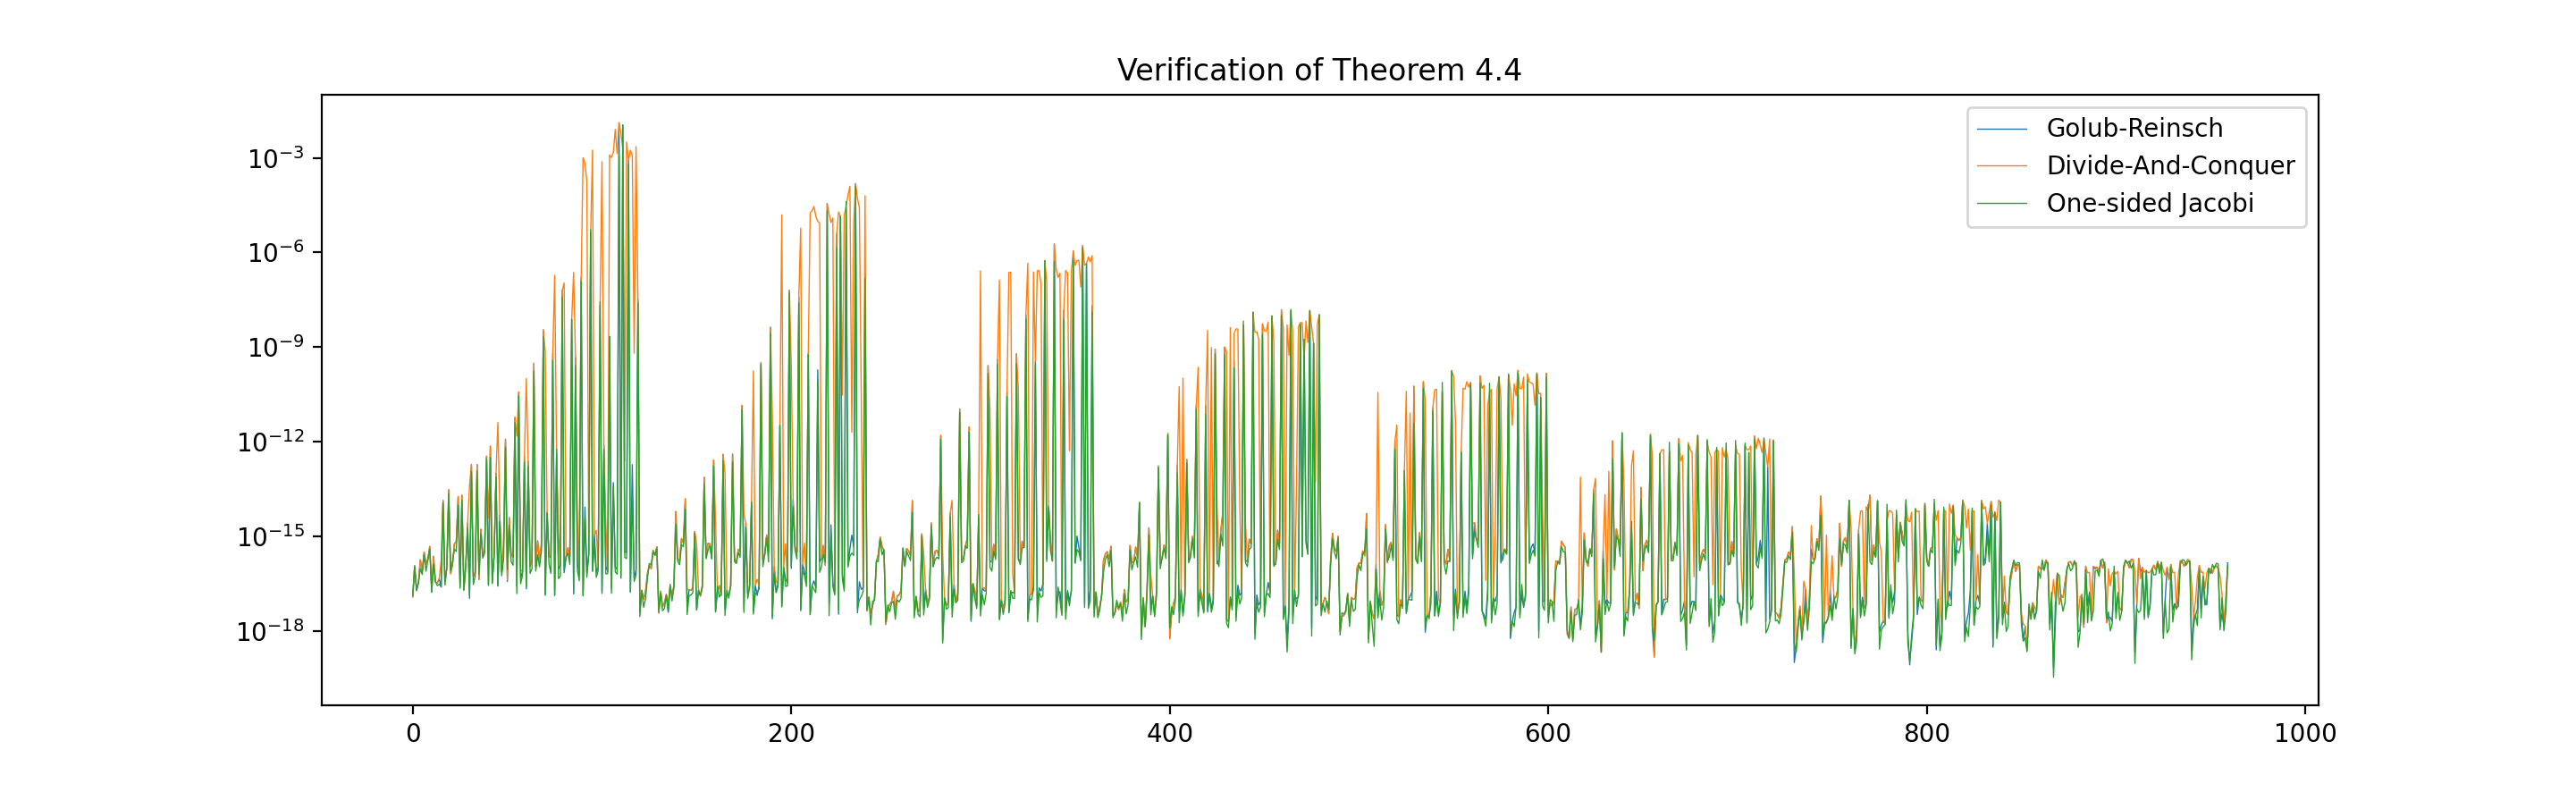 Verification of Theorem 4.4
Golub-Reinsch
Divide-And-Conquer
One-sided Jacobi
10⁻³
10⁻⁶
10⁻⁹
10⁻¹²
10⁻¹⁵
10⁻¹⁸
0 200 400 600 800 1000